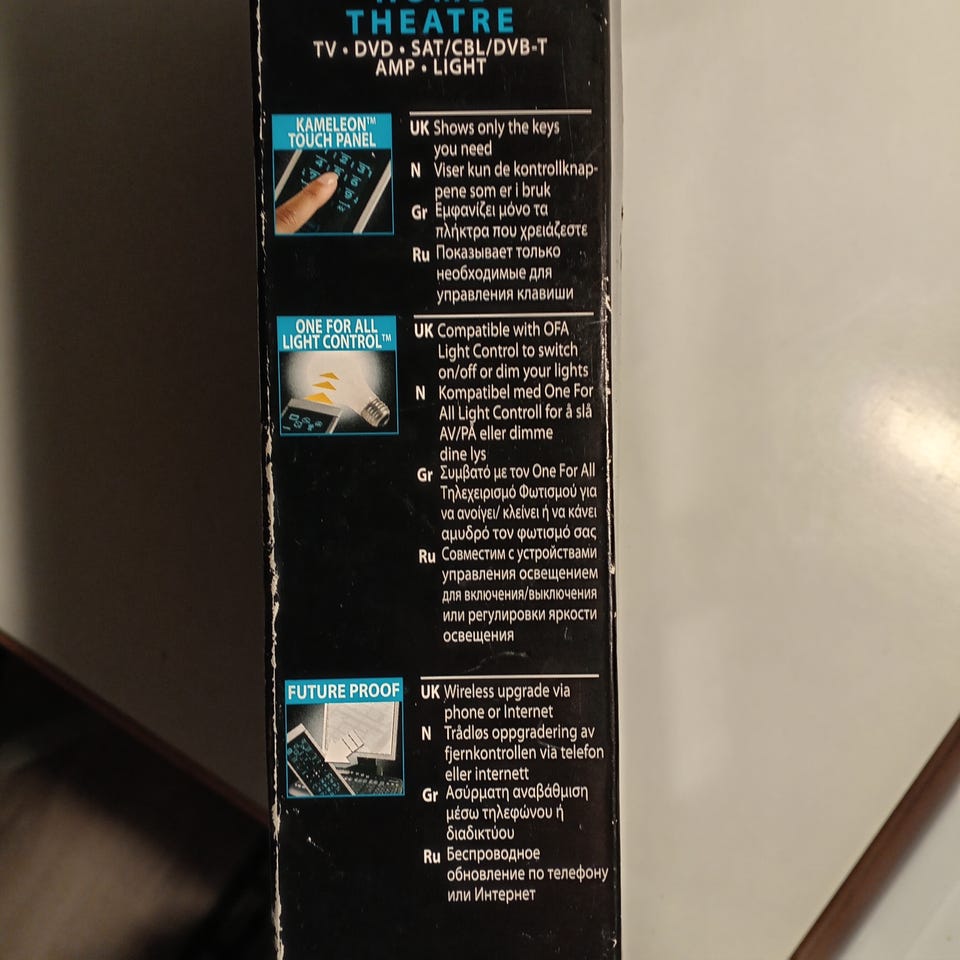 HOME
THEATRE
TV • DVD • SAT/CBL/DVB-T
AMP • LIGHT
KAMELEON™
TOUCH PANEL
UK Shows only the keys
you need
N Viser kun de kontrollknap-
pene som er i bruk
Gr Εμφανίζει μόνο τα
πλήκτρα που χρειάζεστε
Ru Показывает только
необходимые для
управления клавиши
ONE FOR ALL
LIGHT CONTROL™
UK Compatible with OFA
Light Control to switch
on/off or dim your lights
N Kompatibel med One For
All Light Controll for å slå
AV/PÅ eller dimme
dine lys
Gr Συμβατό με τον One For All
Τηλεχειρισμό Φωτισμού για
να ανοίγει/ κλείνει ή να κάνει
αμυδρό τον φωτισμό σας
Ru Совместим с устройствами
управления освещением
для включения/выключения
или регулировки яркости
освещения
FUTURE PROOF
UK Wireless upgrade via
phone or Internet
N Trådløs oppgradering av
fjernkontrollen via telefon
eller internett
Gr Ασύρματη αναβάθμιση
μέσω τηλεφώνου ή
διαδικτύου
Ru Беспроводное
обновление по телефону
или Интернет